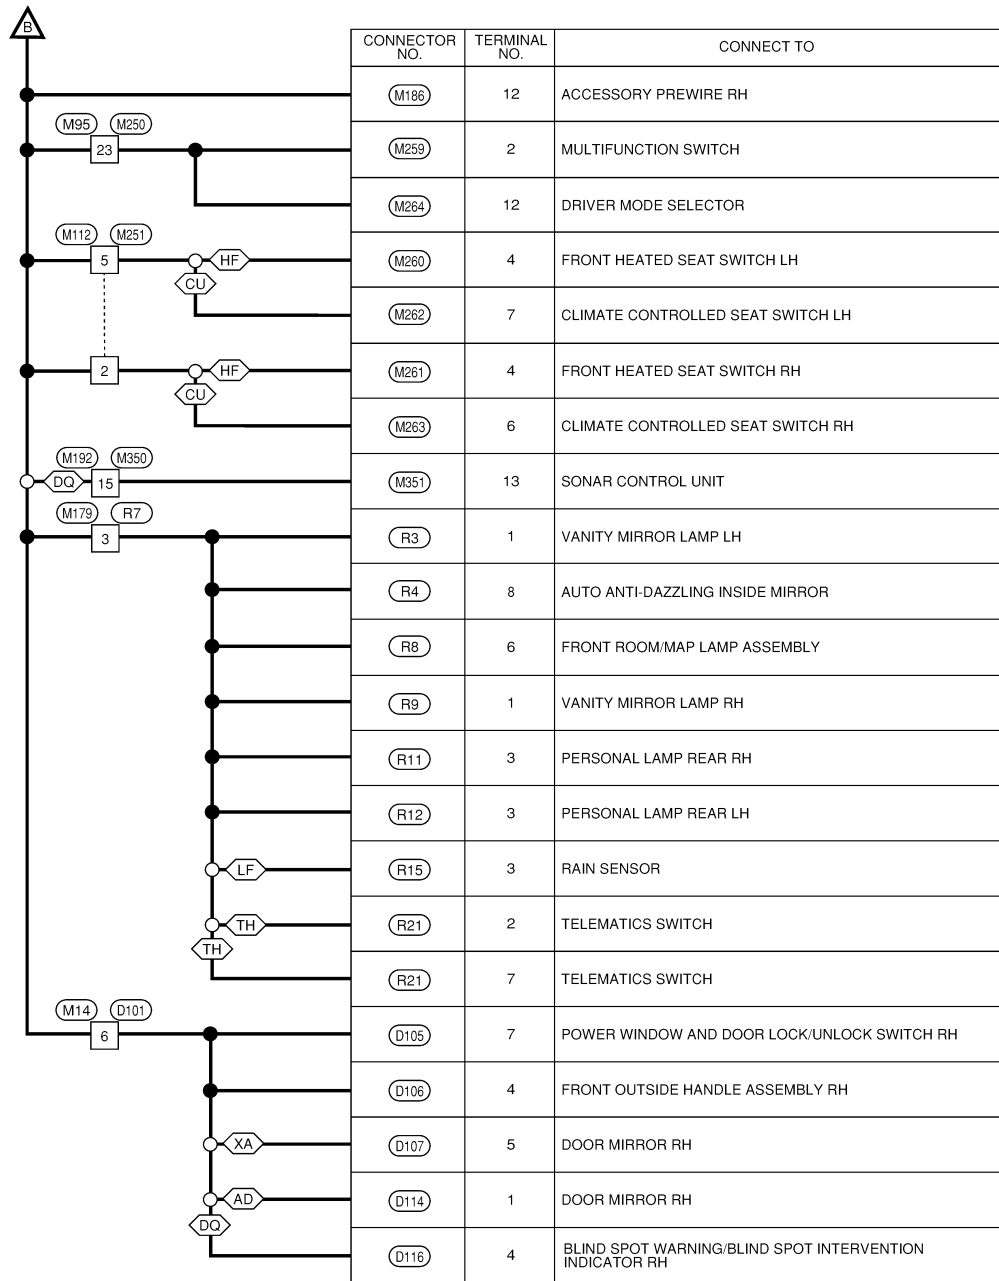 B
CONNECTOR NO. TERMINAL NO. CONNECT TO
M186 12 ACCESSORY PREWIRE RH
M95 M250
23 M259 2 MULTIFUNCTION SWITCH
M264 12 DRIVER MODE SELECTOR
M112 M251
5 HF M260 4 FRONT HEATED SEAT SWITCH LH
CU
M262 7 CLIMATE CONTROLLED SEAT SWITCH LH
2 HF M261 4 FRONT HEATED SEAT SWITCH RH
CU
M263 6 CLIMATE CONTROLLED SEAT SWITCH RH
M192 M350
DQ 15 M351 13 SONAR CONTROL UNIT
M179 R7
3 R3 1 VANITY MIRROR LAMP LH
R4 8 AUTO ANTI-DAZZLING INSIDE MIRROR
R8 6 FRONT ROOM/MAP LAMP ASSEMBLY
R9 1 VANITY MIRROR LAMP RH
R11 3 PERSONAL LAMP REAR RH
R12 3 PERSONAL LAMP REAR LH
LF R15 3 RAIN SENSOR
TH R21 2 TELEMATICS SWITCH
TH
R21 7 TELEMATICS SWITCH
M14 D101
6 D105 7 POWER WINDOW AND DOOR LOCK/UNLOCK SWITCH RH
D106 4 FRONT OUTSIDE HANDLE ASSEMBLY RH
XA D107 5 DOOR MIRROR RH
AD D114 1 DOOR MIRROR RH
DQ
D116 4 BLIND SPOT WARNING/BLIND SPOT INTERVENTION
INDICATOR RH